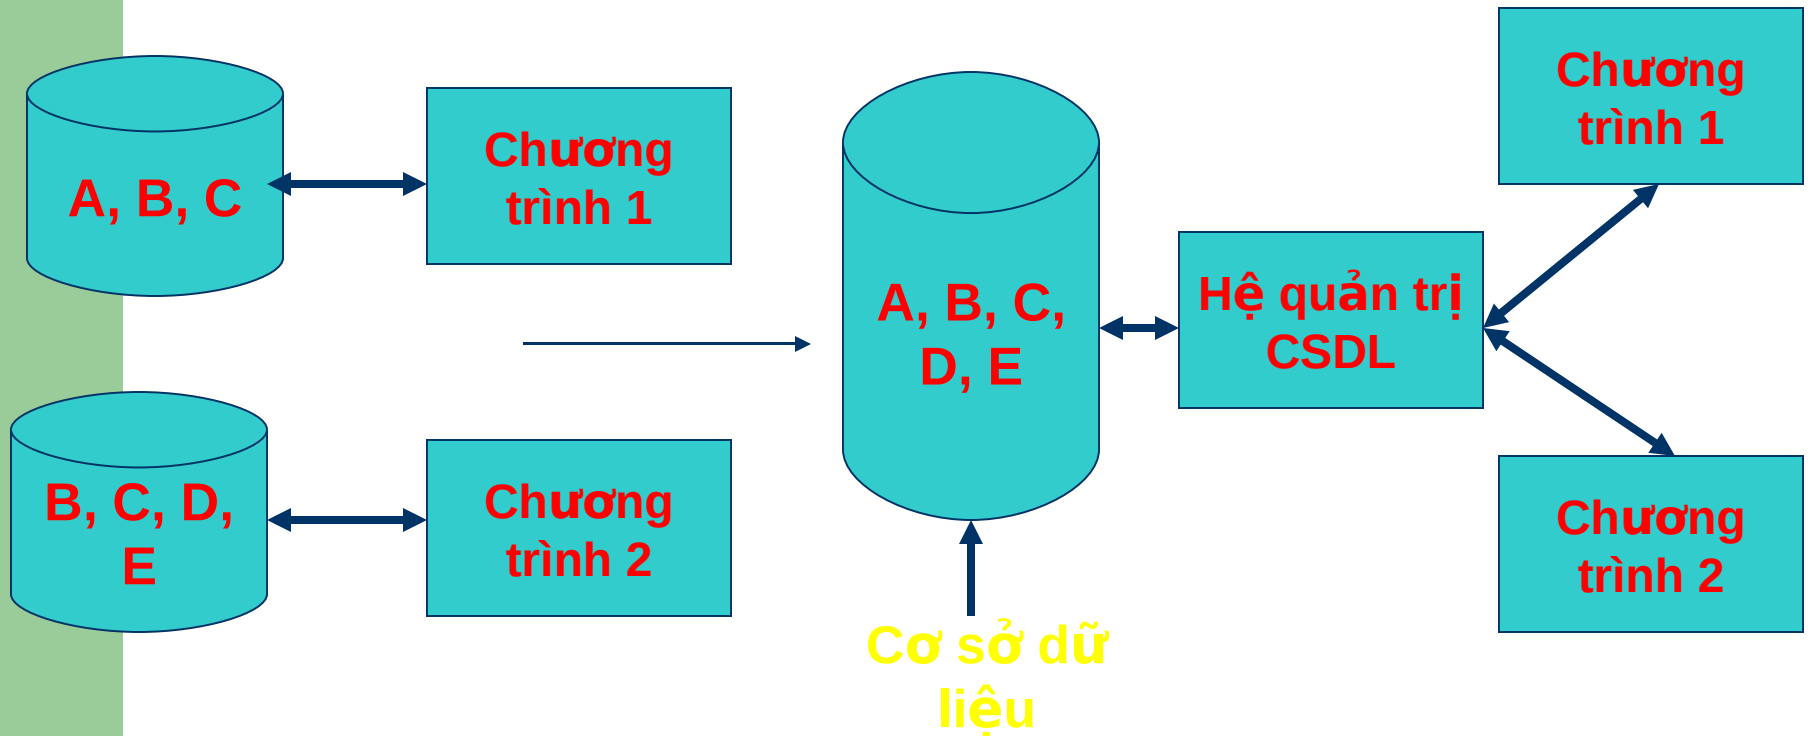 A, B, C
Chương
trình 1
B, C, D,
E
Chương
trình 2
A, B, C,
D, E
Cơ sở dữ
liệu
Hệ quản trị
CSDL
Chương
trình 1
Chương
trình 2